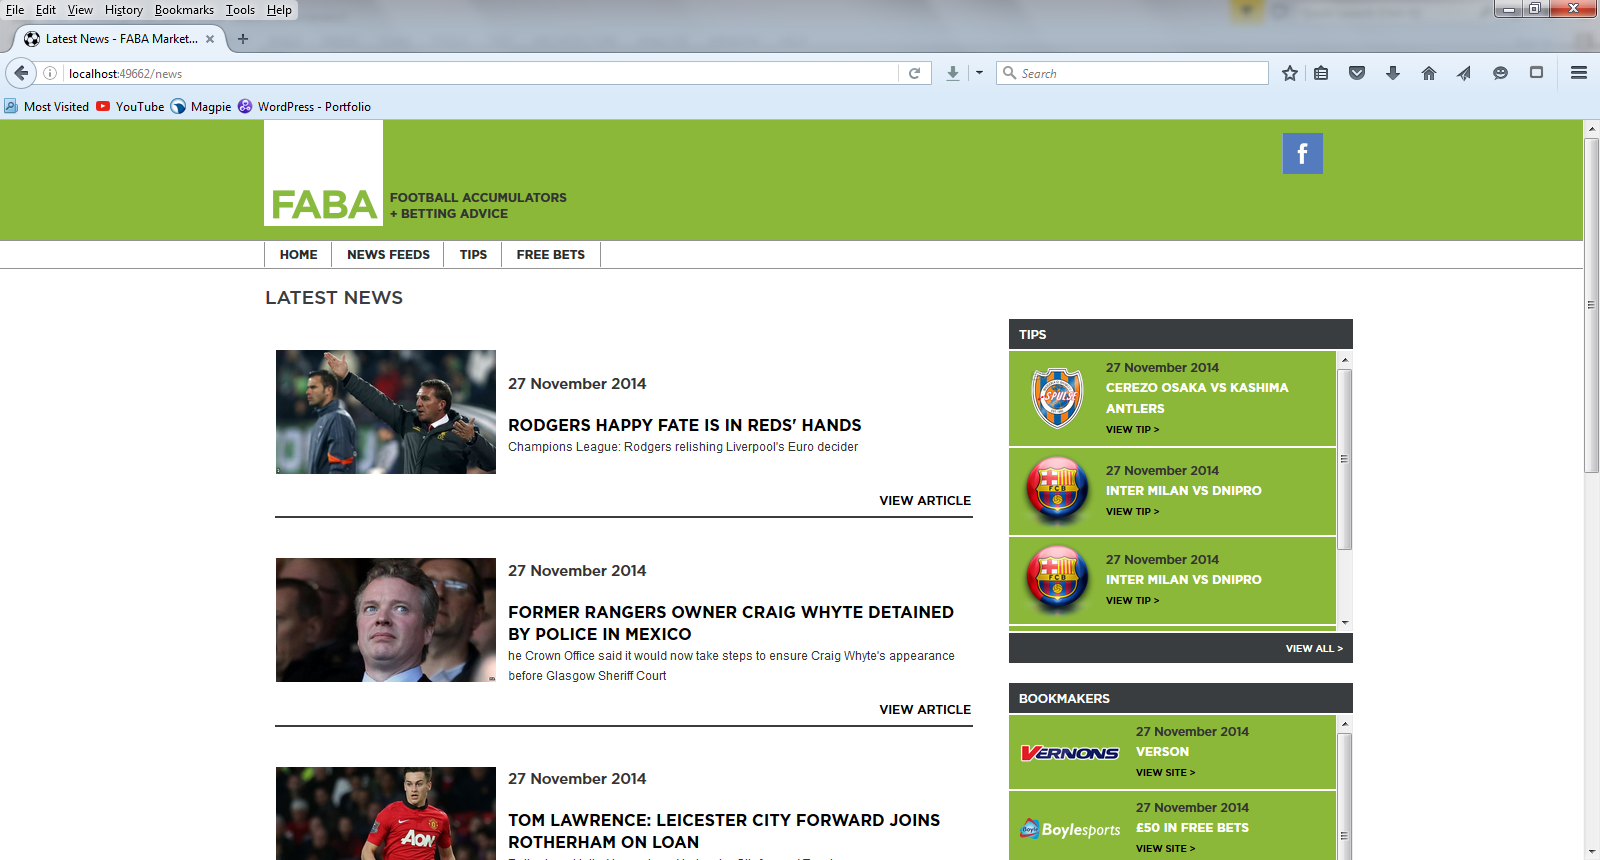 File Edit View History Bookmarks Tools Help
Latest News - FABA Market...
localhost:49662/news
Search
Most Visited YouTube Magpie WordPress - Portfolio
FABA
FOOTBALL ACCUMULATORS
+ BETTING ADVICE
f
HOME NEWS FEEDS TIPS FREE BETS
LATEST NEWS
27 November 2014
RODGERS HAPPY FATE IS IN REDS' HANDS
Champions League: Rodgers relishing Liverpool's Euro decider
VIEW ARTICLE
27 November 2014
FORMER RANGERS OWNER CRAIG WHYTE DETAINED
BY POLICE IN MEXICO
he Crown Office said it would now take steps to ensure Craig Whyte's appearance
before Glasgow Sheriff Court
VIEW ARTICLE
AON
27 November 2014
TOM LAWRENCE: LEICESTER CITY FORWARD JOINS
ROTHERHAM ON LOAN
TIPS
S-PULSE
27 November 2014
CEREZO OSAKA VS KASHIMA
ANTLERS
VIEW TIP >
FCB
27 November 2014
INTER MILAN VS DNIPRO
VIEW TIP >
FCB
27 November 2014
INTER MILAN VS DNIPRO
VIEW TIP >
VIEW ALL >
BOOKMAKERS
VERNONS
27 November 2014
VERSON
VIEW SITE >
Boyle Boylesports
27 November 2014
£50 IN FREE BETS
VIEW SITE >